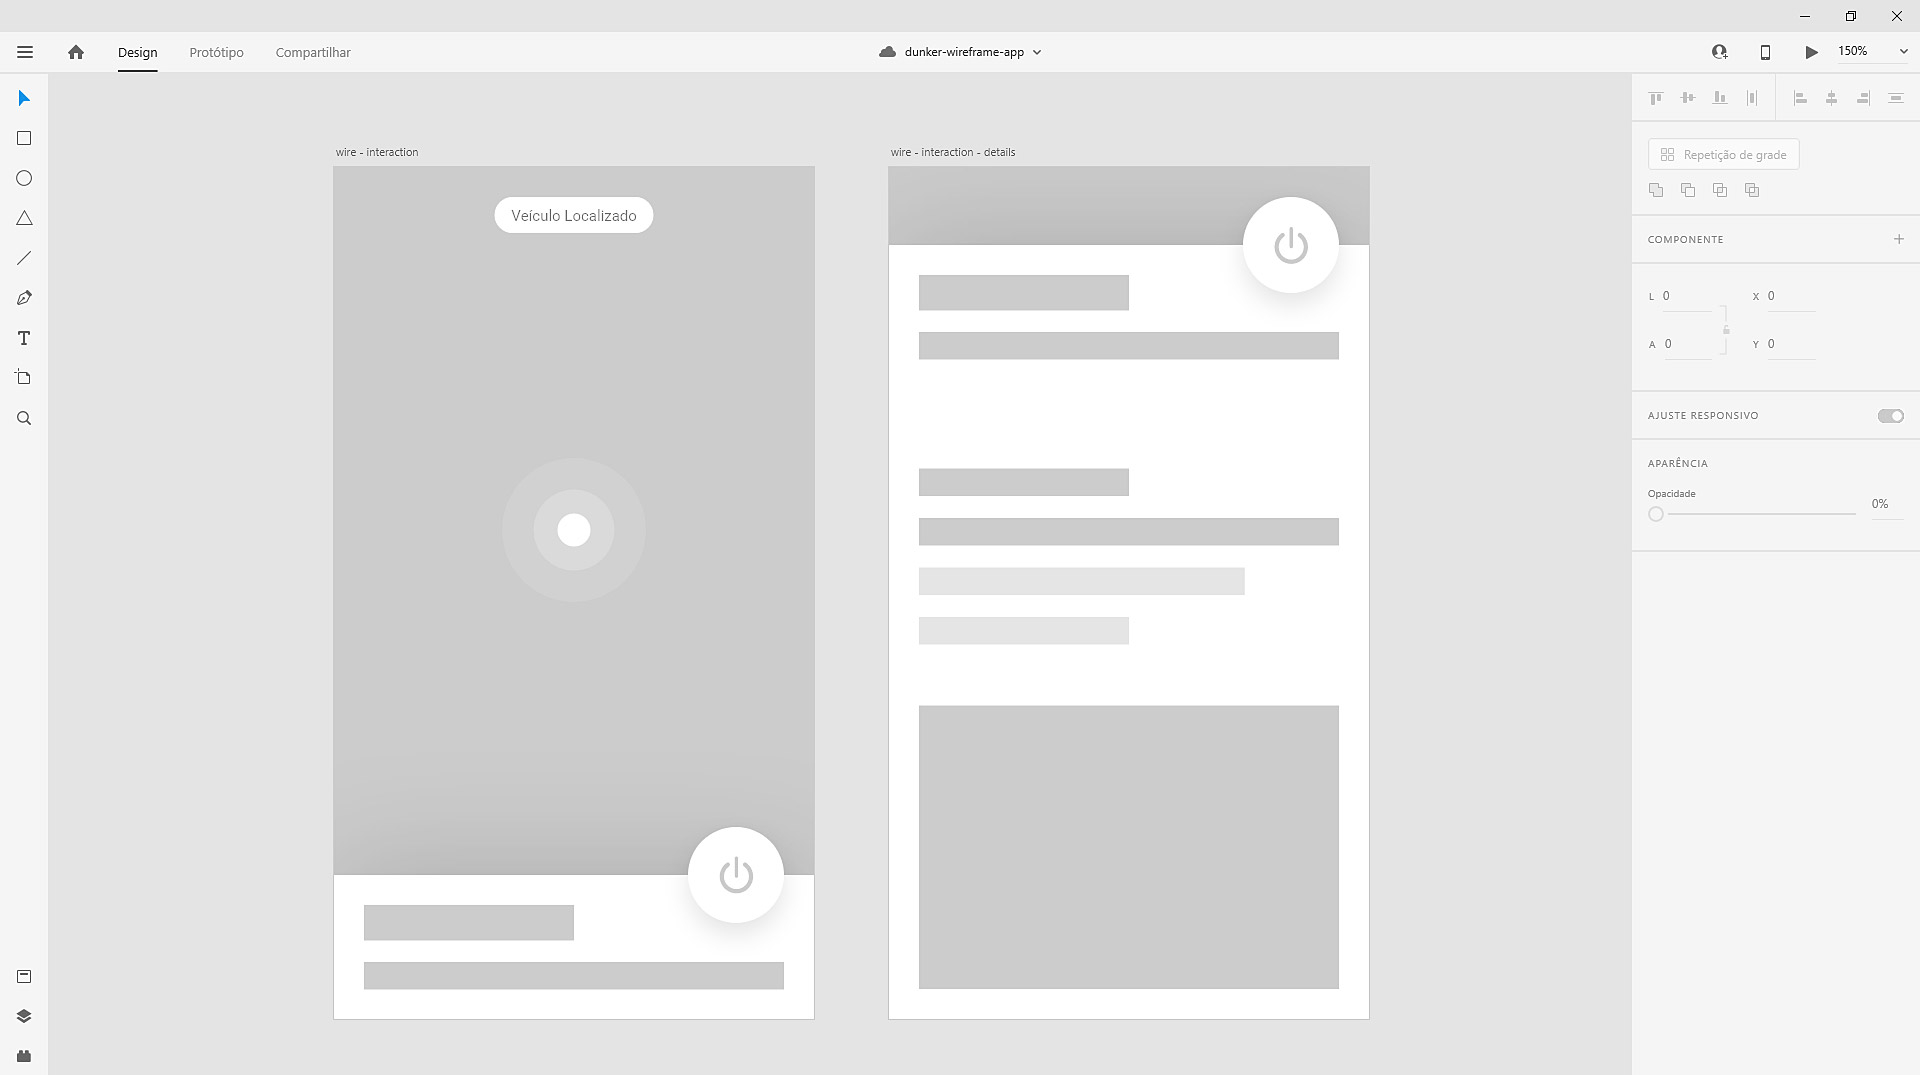 Design
Protótipo
Compartilhar
dunker-wireframe-app
150%
wire - interaction
wire - interaction - details
Veículo Localizado
Repetição de grade
COMPONENTE
L 0
X 0
A 0
Y 0
AJUSTE RESPONSIVO
APARÊNCIA
Opacidade
0%